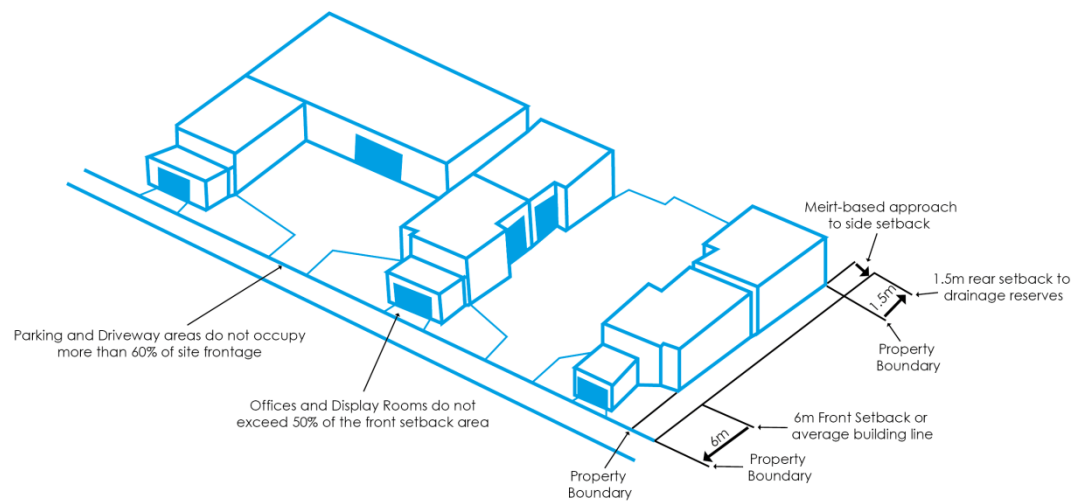 Meirt-based approach
to side setback
1.5m rear setback to
drainage reserves
1.5m
Property
Boundary
Parking and Driveway areas do not occupy
more than 60% of site frontage
Offices and Display Rooms do not
exceed 50% of the front setback area
6m Front Setback or
average building line
6m
Property
Boundary
Property
Boundary